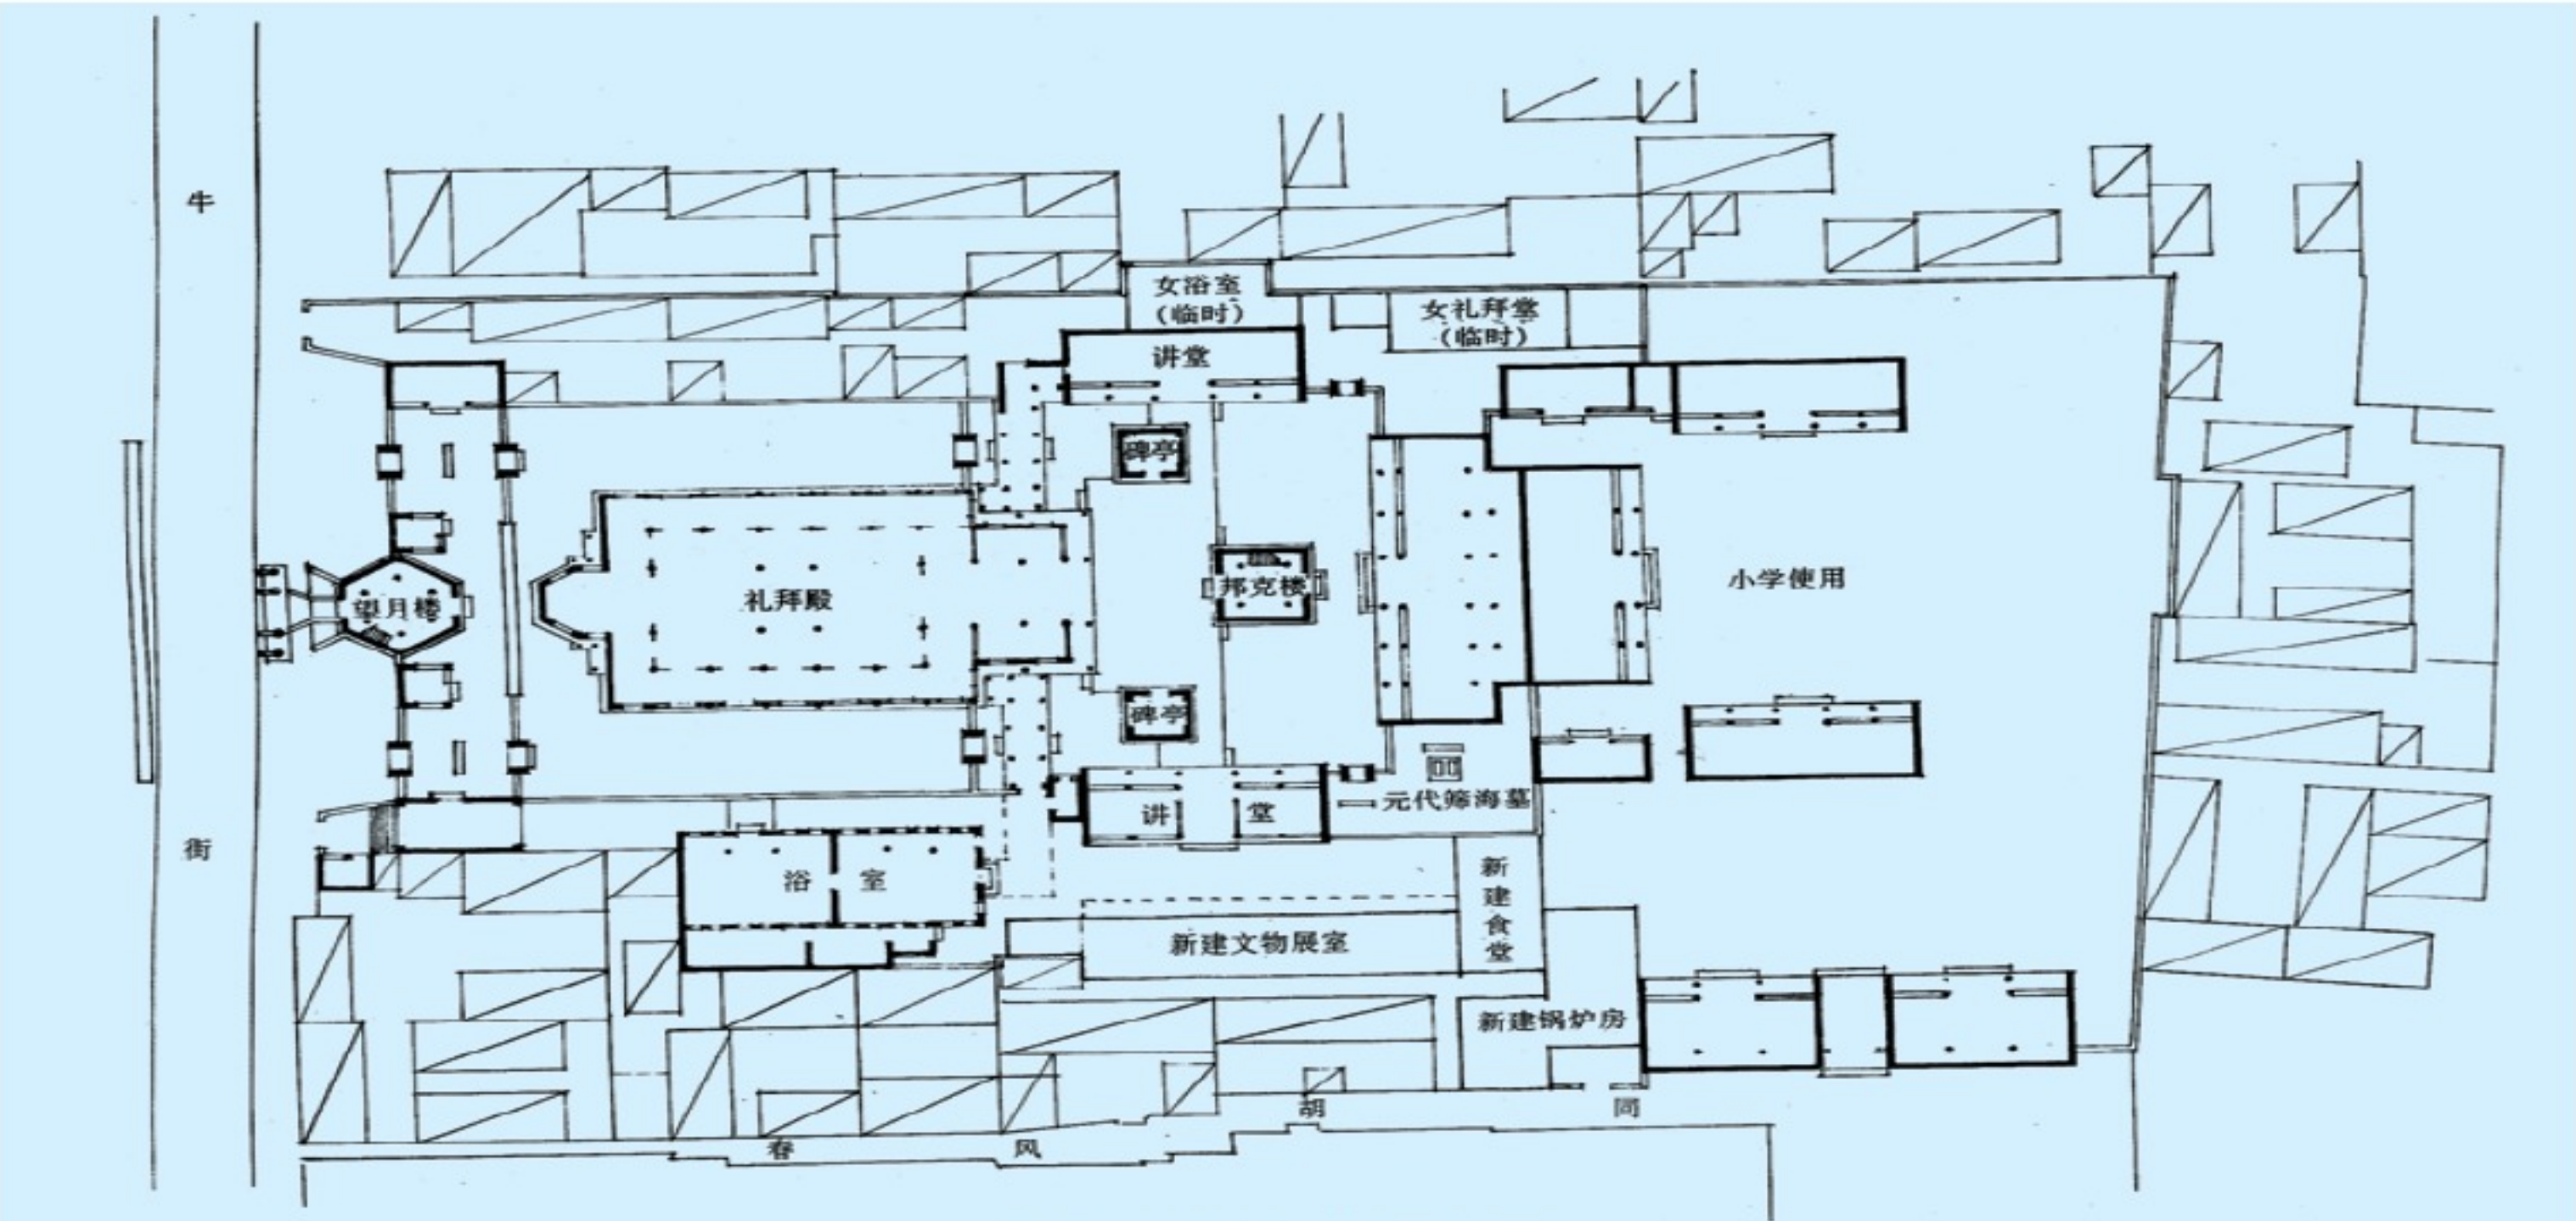 牛
街
女浴室
(临时)
女礼拜堂
(临时)
讲堂
碑亭
望月楼
礼拜殿
邦克楼
小学使用
碑亭
元代筛海墓
讲 堂
浴 室
新建食堂
新建文物展室
新建锅炉房
春 风 胡 同